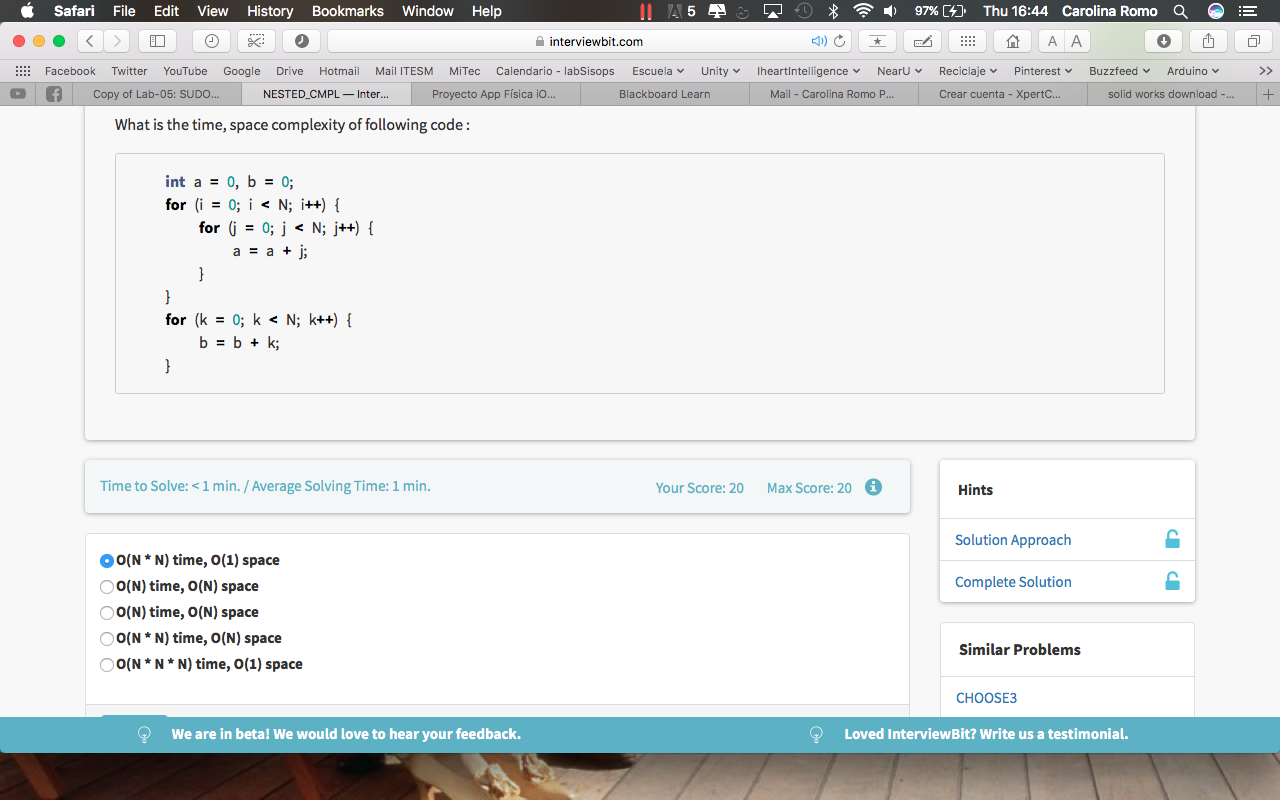 Safari File Edit View History Bookmarks Window Help 5 97% Thu 16:44 Carolina Romo
interviewbit.com A A
Facebook Twitter YouTube Google Drive Hotmail Mail ITESM MiTec Calendario - labSisops Escuela Unity IheartIntelligence NearU Reciclaje Pinterest Buzzfeed Arduino >>
Copy of Lab-05: SUDO... NESTED_CMPL — Inter... Proyecto App Física iO... Blackboard Learn Mail - Carolina Romo P... Crear cuenta - XpertC... solid works download -... +
What is the time, space complexity of following code :
int a = 0, b = 0;
for (i = 0; i < N; i++) {
for (j = 0; j < N; j++) {
a = a + j;
}
}
for (k = 0; k < N; k++) {
b = b + k;
}
Time to Solve: < 1 min. / Average Solving Time: 1 min. Your Score: 20 Max Score: 20
O(N * N) time, O(1) space
O(N) time, O(N) space
O(N) time, O(N) space
O(N * N) time, O(N) space
O(N * N * N) time, O(1) space
Hints
Solution Approach
Complete Solution
Similar Problems
CHOOSE3
We are in beta! We would love to hear your feedback. Loved InterviewBit? Write us a testimonial.